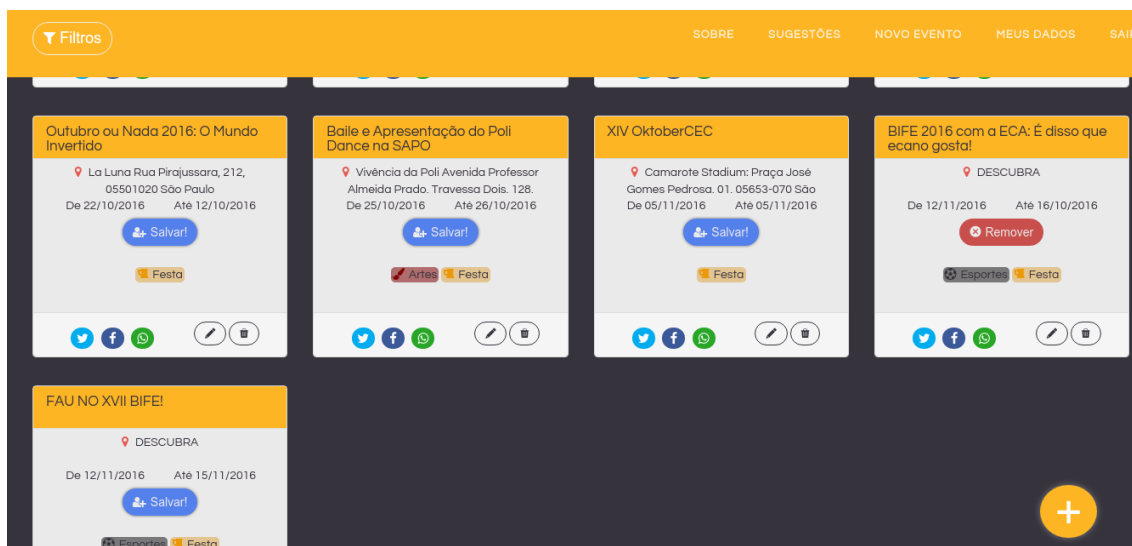 Filtros
SOBRE SUGESTÕES NOVO EVENTO MEUS DADOS
Outubro ou Nada 2016: O Mundo
Invertido
La Luna Rua Pirajussara, 212,
05501020 São Paulo
De 22/10/2016 Até 12/10/2016
Salvar!
Festa
Baile e Apresentação do Poli
Dance na SAPO
Vivência da Poli Avenida Professor
Almeida Prado. Travessa Dois. 128.
De 25/10/2016 Até 26/10/2016
Salvar!
Artes Festa
XIV OktoberCEC
Camarote Stadium: Praça José
Gomes Pedrosa. 01. 05653-070 São
De 05/11/2016 Até 05/11/2016
Salvar!
Festa
BIFE 2016 com a ECA: É disso que
ecano gosta!
DESCUBRA
De 12/11/2016 Até 16/10/2016
Remover
Esportes Festa
FAU NO XVII BIFE!
DESCUBRA
De 12/11/2016 Até 15/11/2016
Salvar!
Esportes Festa